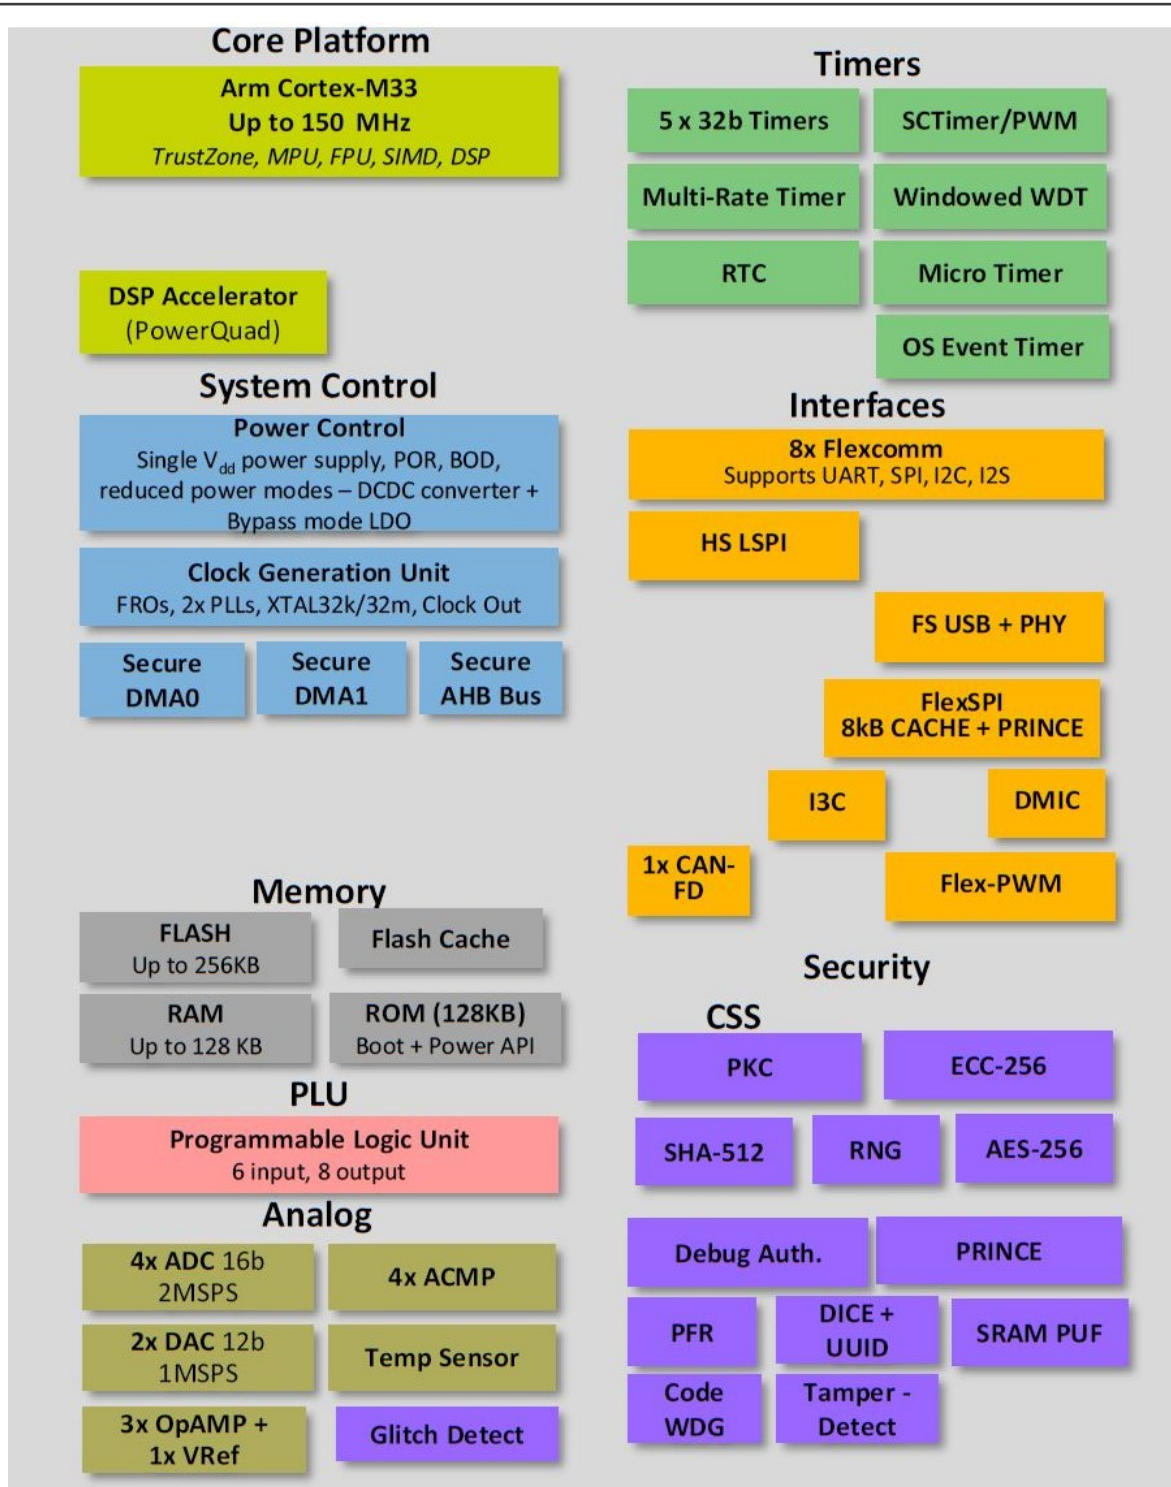 Core Platform
Arm Cortex-M33
Up to 150 MHz
TrustZone, MPU, FPU, SIMD, DSP
DSP Accelerator
(PowerQuad)
System Control
Power Control
Single Vdd power supply, POR, BOD,
reduced power modes – DCDC converter +
Bypass mode LDO
Clock Generation Unit
FROs, 2x PLLs, XTAL32k/32m, Clock Out
Secure
DMA0
Secure
DMA1
Secure
AHB Bus
Memory
FLASH
Up to 256KB
Flash Cache
RAM
Up to 128 KB
ROM (128KB)
Boot + Power API
PLU
Programmable Logic Unit
6 input, 8 output
Analog
4x ADC 16b
2MSPS
4x ACMP
2x DAC 12b
1MSPS
Temp Sensor
3x OpAMP +
1x VRef
Glitch Detect
Timers
5 x 32b Timers
SCTimer/PWM
Multi-Rate Timer
Windowed WDT
RTC
Micro Timer
OS Event Timer
Interfaces
8x Flexcomm
Supports UART, SPI, I2C, I2S
HS LSPI
FS USB + PHY
FlexSPI
8kB CACHE + PRINCE
I3C
DMIC
1x CAN-
FD
Flex-PWM
Security
CSS
PKC
ECC-256
SHA-512
RNG
AES-256
Debug Auth.
PRINCE
PFR
DICE +
UUID
SRAM PUF
Code
WDG
Tamper -
Detect